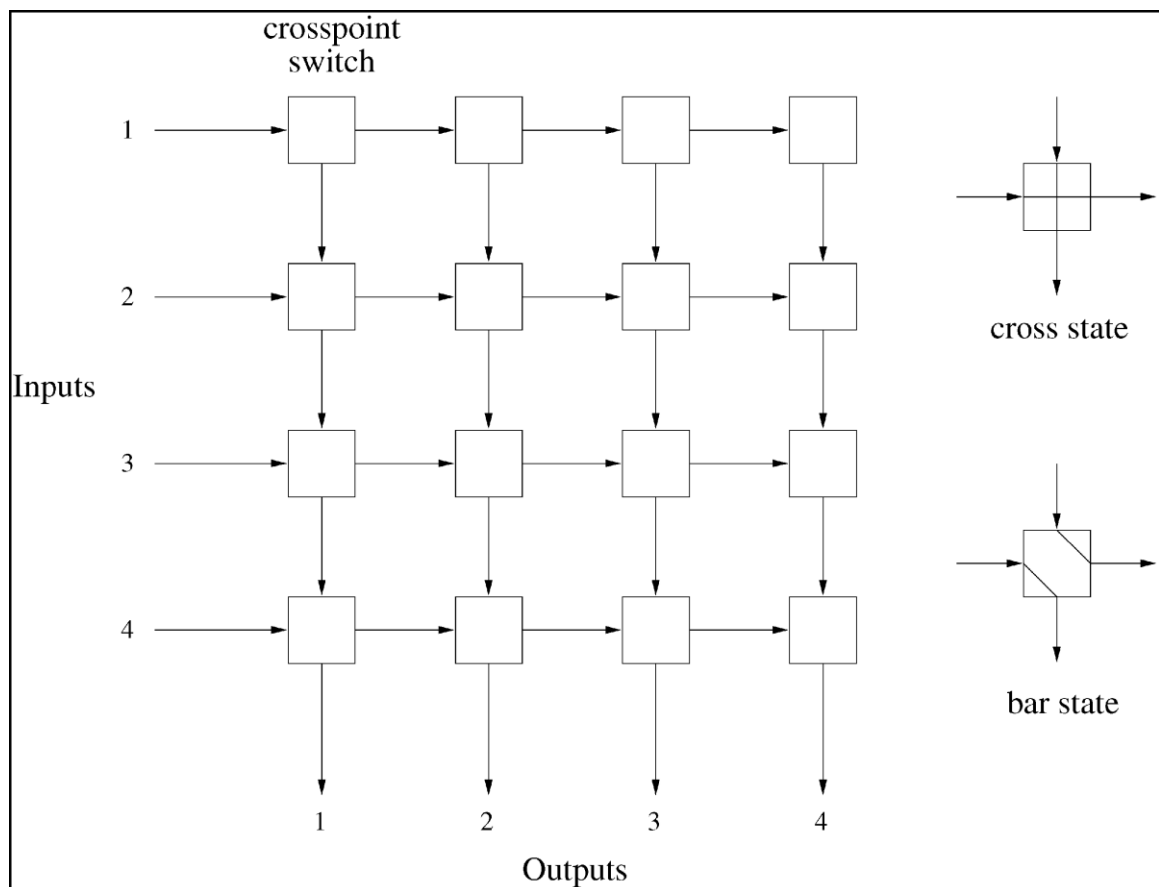 crosspoint
switch
1
2
cross state
Inputs
3
4
bar state
1 2 3 4
Outputs